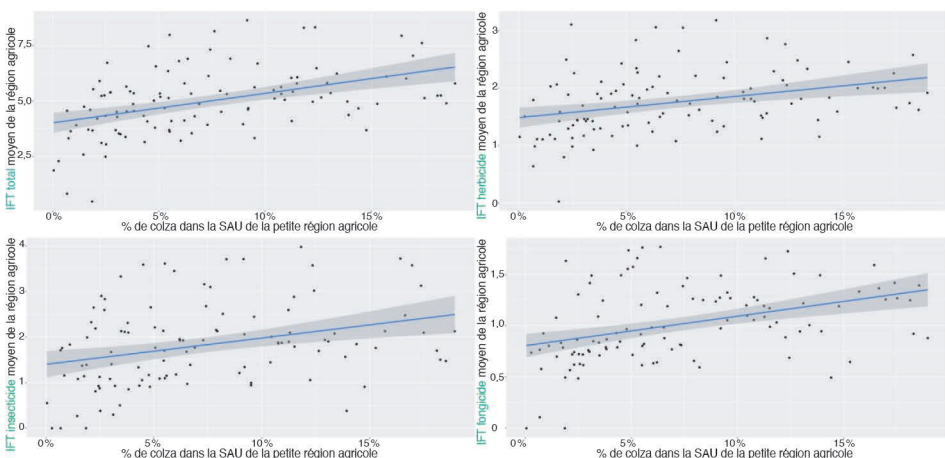 IFT total moyen de la région agricole
7,5
5,0
2,5
0% 5% 10% 15%
% de colza dans la SAU de la petite région agricole
IFT herbicide moyen de la région agricole
3
2
1
0
0% 5% 10% 15%
% de colza dans la SAU de la petite région agricole
IFT insecticide moyen de la région agricole
4
3
2
1
0
0% 5% 10% 15%
% de colza dans la SAU de la petite région agricole
IFT fongicide moyen de la région agricole
1,5
1,0
0,5
0
0% 5% 10% 15%
% de colza dans la SAU de la petite région agricole